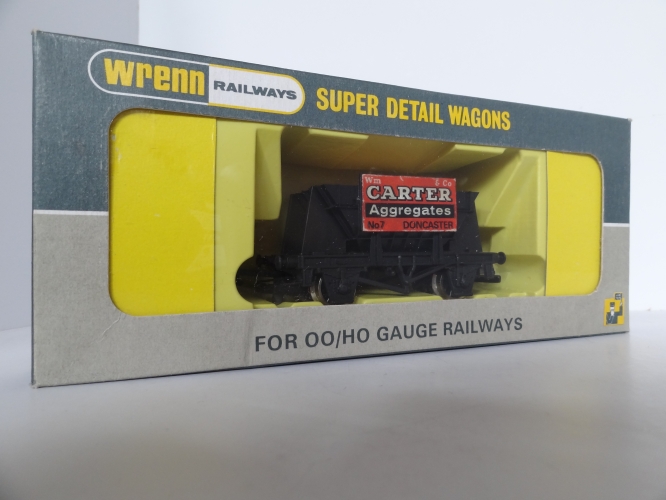 Wrenn RAILWAYS
SUPER DETAIL WAGONS
Wm & Co
CARTER
Aggregates
No7 DONCASTER
FOR OO/HO GAUGE RAILWAYS